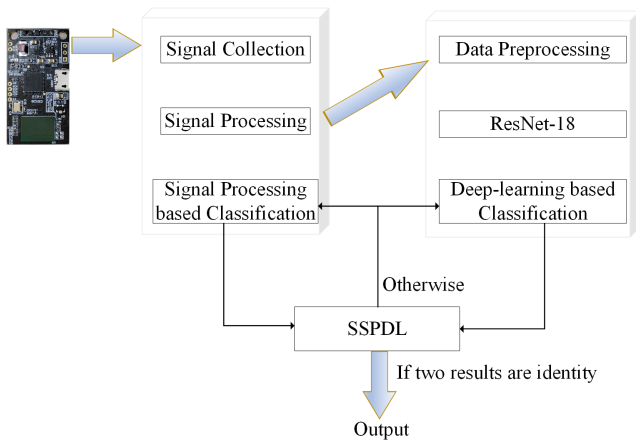 Signal Collection
Signal Processing
Signal Processing
based Classification
Data Preprocessing
ResNet-18
Deep-learning based
Classification
Otherwise
SSPDL
If two results are identity
Output